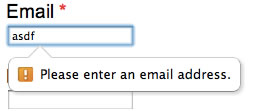 Email *
asdf
Please enter an email address.